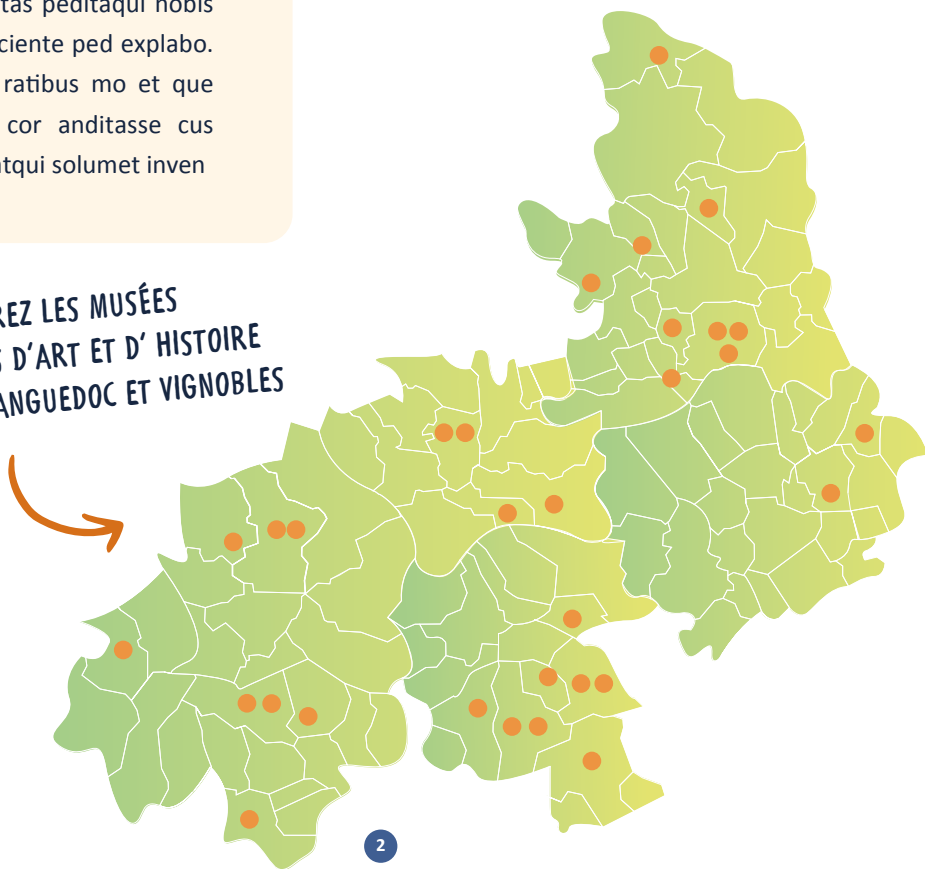 tas peditaqui nobis
ciente ped explabo.
ratibus mo et que
cor anditasse cus
tqui solumet inven
REZ LES MUSÉES
S D'ART ET D' HISTOIRE
ANGUEDOC ET VIGNOBLES
2